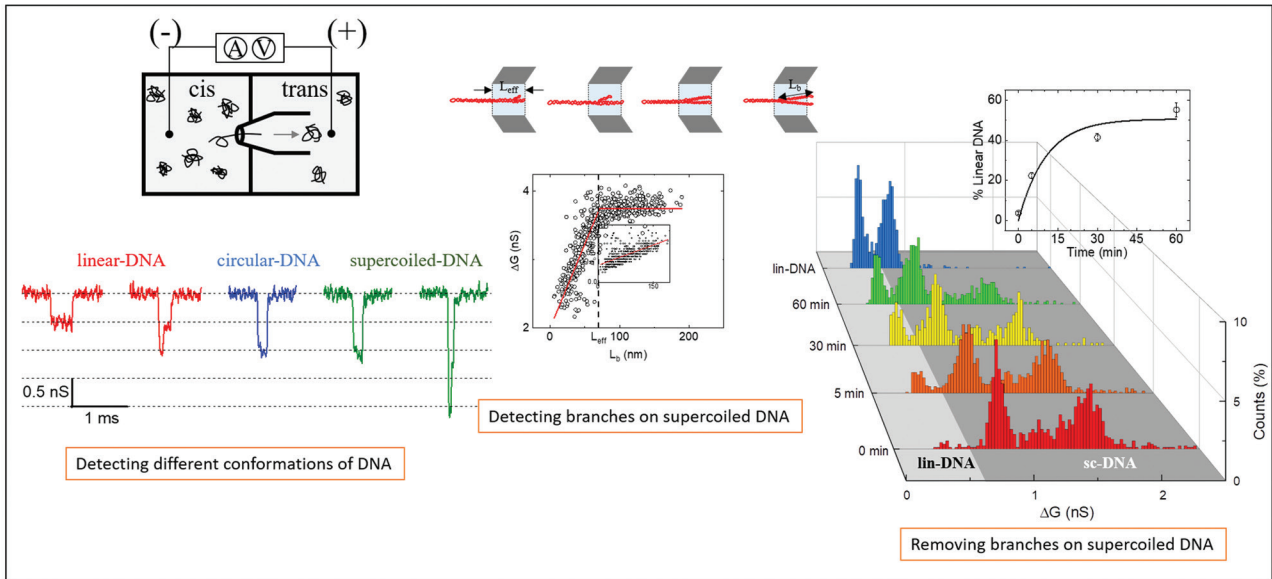 (-)
(+)
A V
cis
trans
L_eff
L_b
linear-DNA
circular-DNA
supercoiled-DNA
0.5 nS
1 ms
Detecting different conformations of DNA
4
2
ΔG (nS)
0
L_eff
100
200
L_b (nm)
0.0
0
150
Detecting branches on supercoiled DNA
60
40
20
0
% Linear DNA
0
15
30
45
60
Time (min)
lin-DNA
60 min
30 min
5 min
0 min
lin-DNA
sc-DNA
0
1
2
ΔG (nS)
10
5
0
Counts (%)
Removing branches on supercoiled DNA